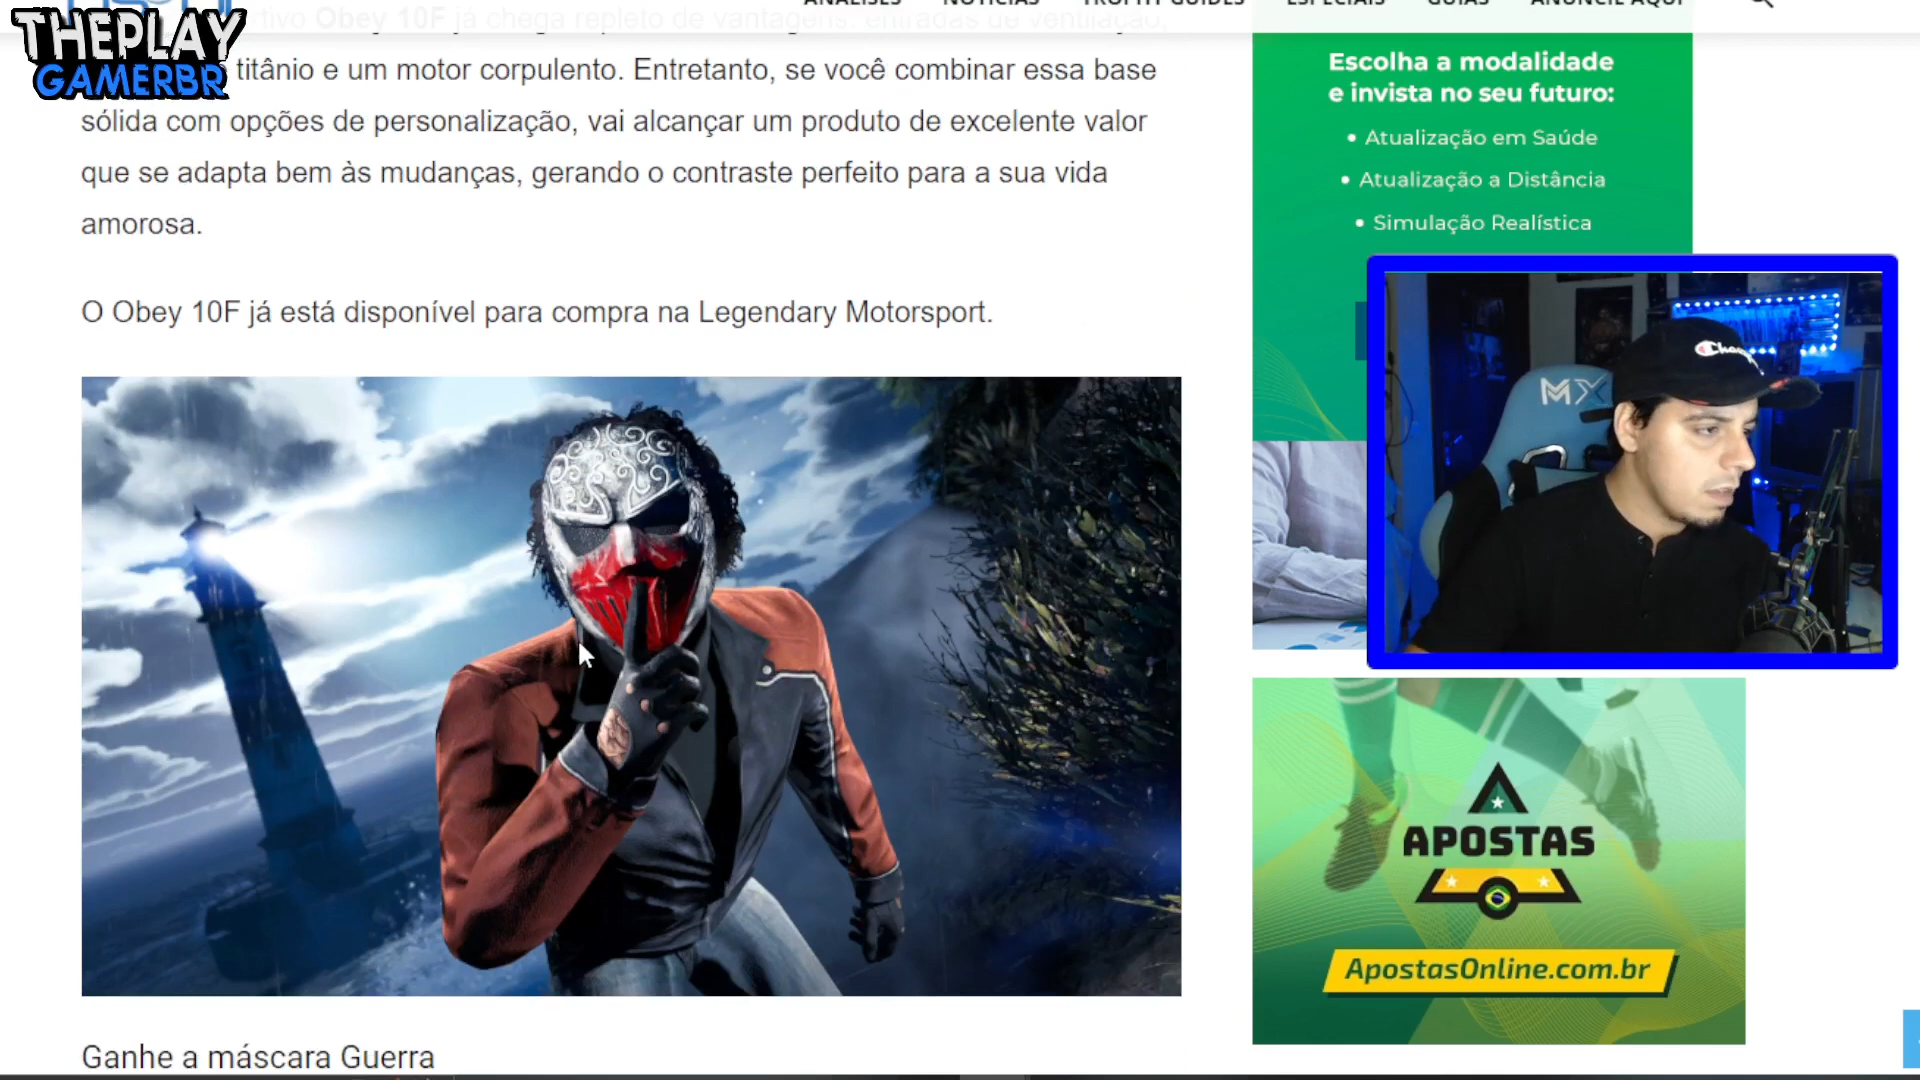 ANÁLISES NOTÍCIAS TROPHY GUIDES ESPECIAIS GUIAS ANUNCIE AQUI
THEPLAY
GAMERBR
tivo Obey 10F já chega repleto de vantagens: entradas de ventilação,
titânio e um motor corpulento. Entretanto, se você combinar essa base
sólida com opções de personalização, vai alcançar um produto de excelente valor
que se adapta bem às mudanças, gerando o contraste perfeito para a sua vida
amorosa.
O Obey 10F já está disponível para compra na Legendary Motorsport.
Ganhe a máscara Guerra
Escolha a modalidade
e invista no seu futuro:
• Atualização em Saúde
• Atualização a Distância
• Simulação Realística
MX
APOSTAS
ApostasOnline.com.br